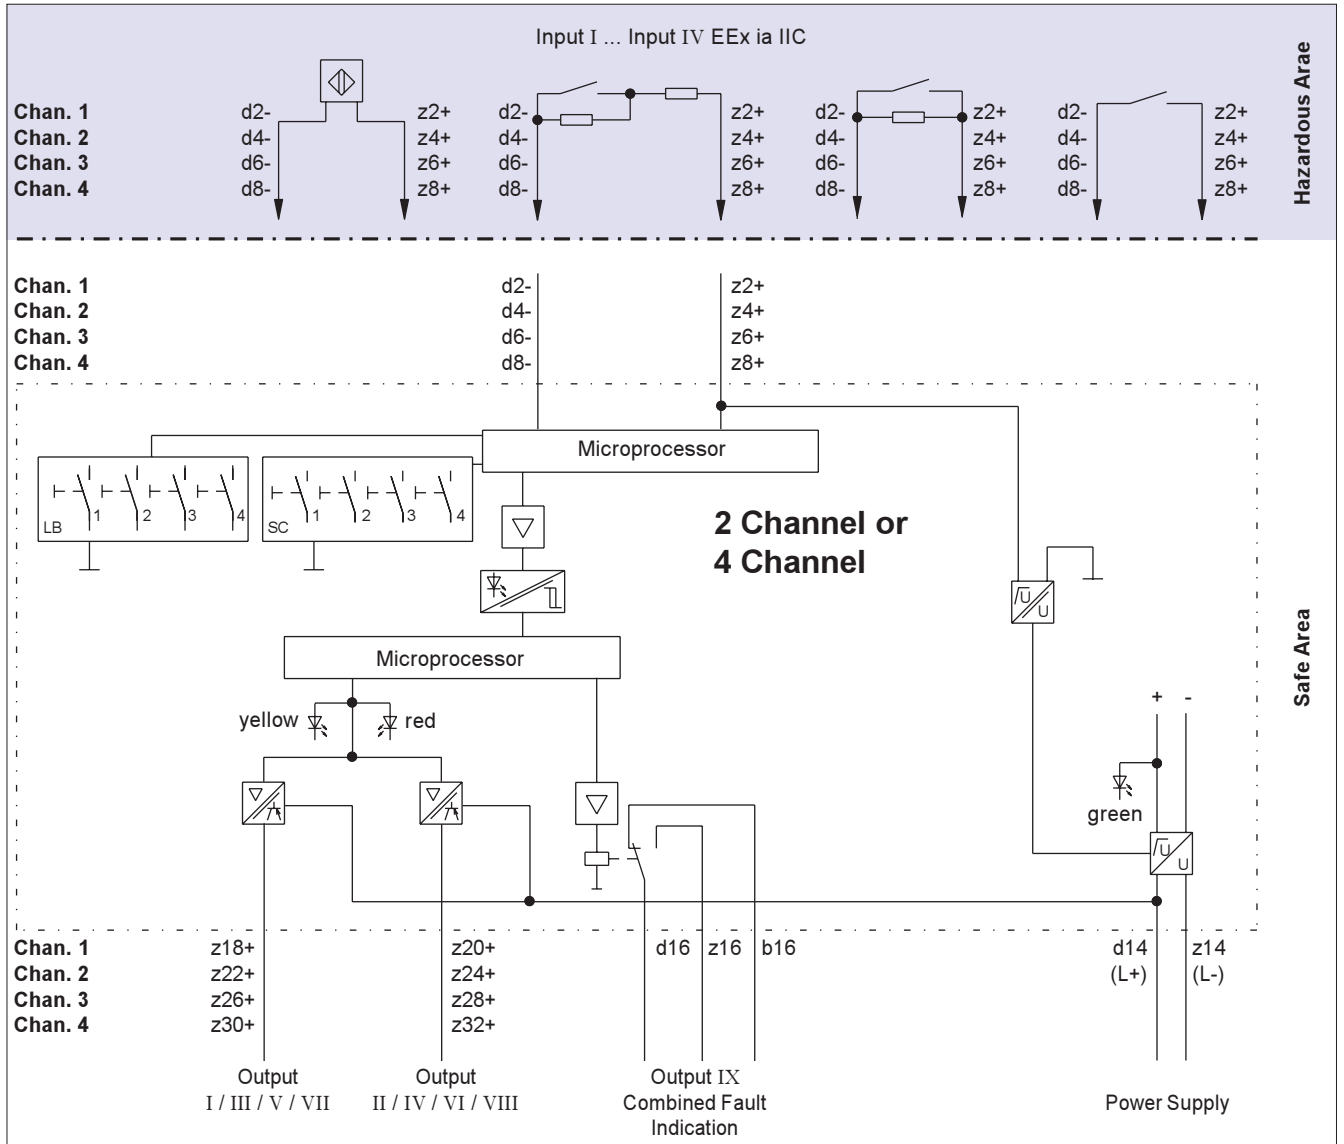 Input I ... Input IV EEx ia IIC
Hazardous Arae
Chan. 1 d2- z2+ d2- z2+ d2- z2+ d2- z2+
Chan. 2 d4- z4+ d4- z4+ d4- z4+ d4- z4+
Chan. 3 d6- z6+ d6- z6+ d6- z6+ d6- z6+
Chan. 4 d8- z8+ d8- z8+ d8- z8+ d8- z8+
Chan. 1 d2- z2+
Chan. 2 d4- z4+
Chan. 3 d6- z6+
Chan. 4 d8- z8+
Microprocessor
LB 1 2 3 4
SC 1 2 3 4
2 Channel or
4 Channel
U U
Safe Area
Microprocessor
yellow red
+ -
green
U U
Chan. 1 z18+ z20+ d16 z16 b16 d14 z14
Chan. 2 z22+ z24+ (L+) (L-)
Chan. 3 z26+ z28+
Chan. 4 z30+ z32+
Output Output Output IX
I / III / V / VII II / IV / VI / VIII Combined Fault Power Supply
Indication